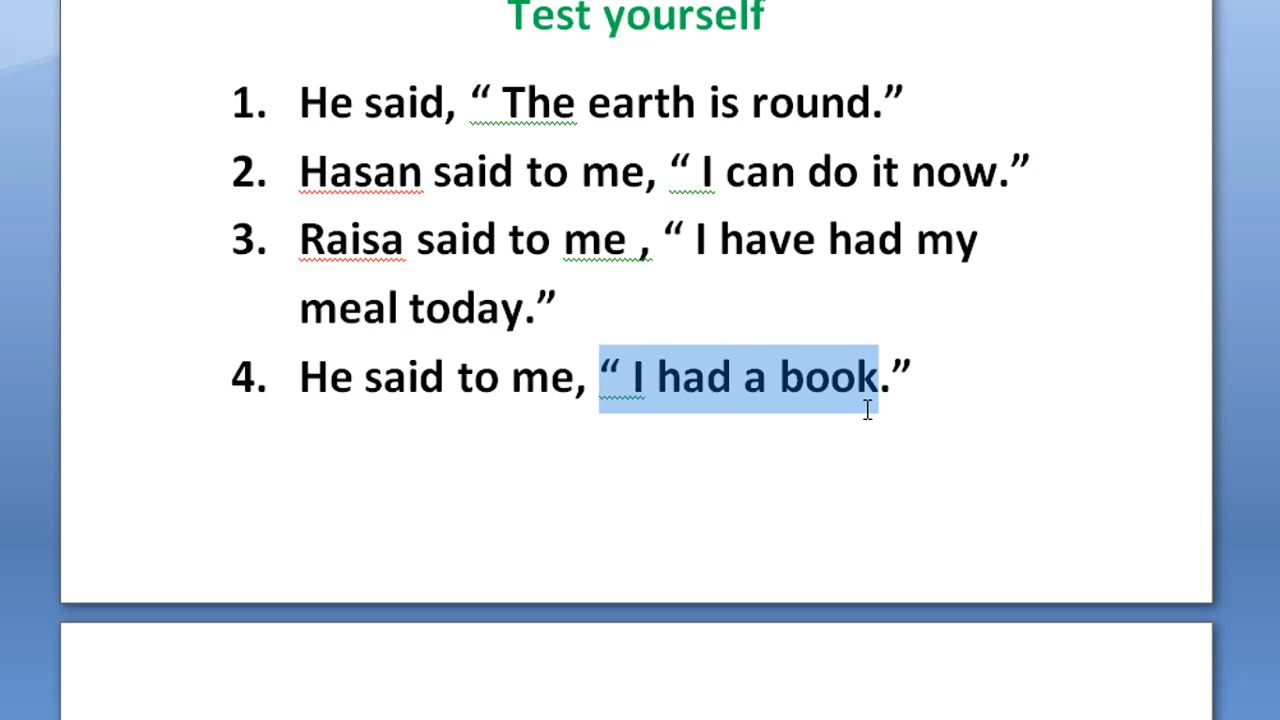 Test yourself
1. He said, “ The earth is round.”
2. Hasan said to me, “ I can do it now.”
3. Raisa said to me , “ I have had my
meal today.”
4. He said to me, “ I had a book.”